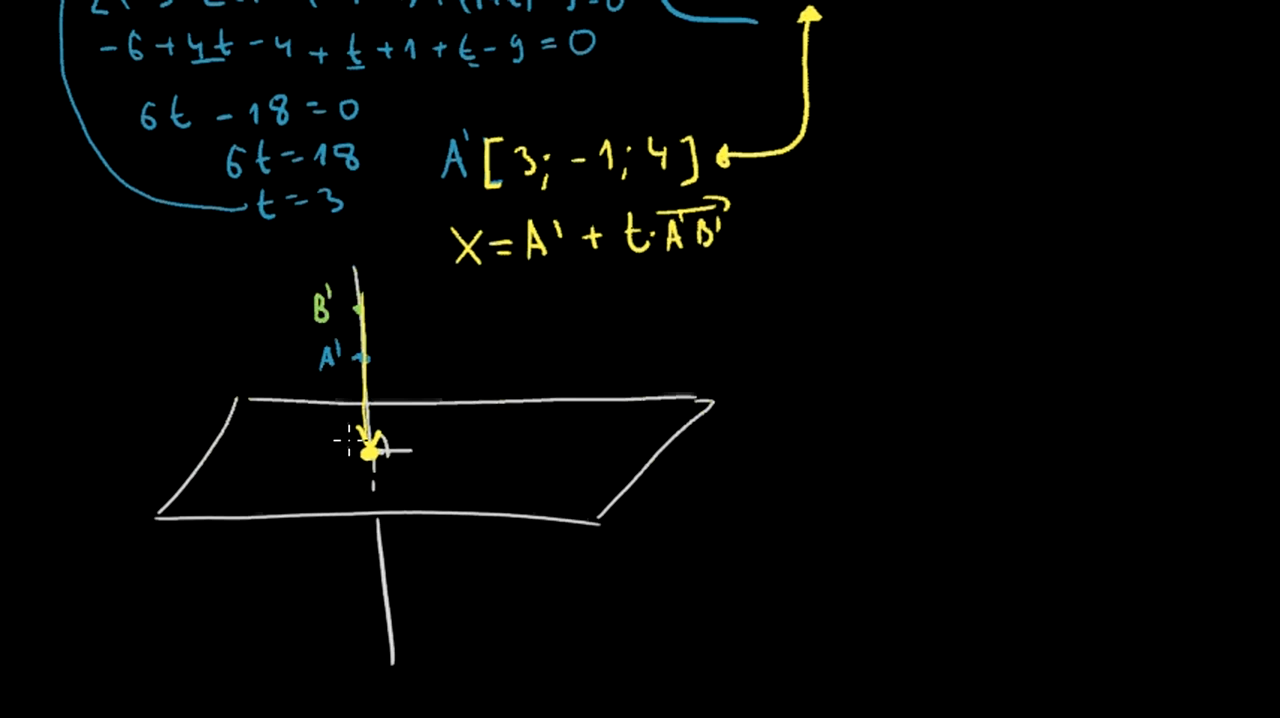 -6+4t-4+t+1+t-9=0
6t-18=0
6t=18
t=3
A'[3;-1;4]
X=A'+t·A'B'
B'
A'